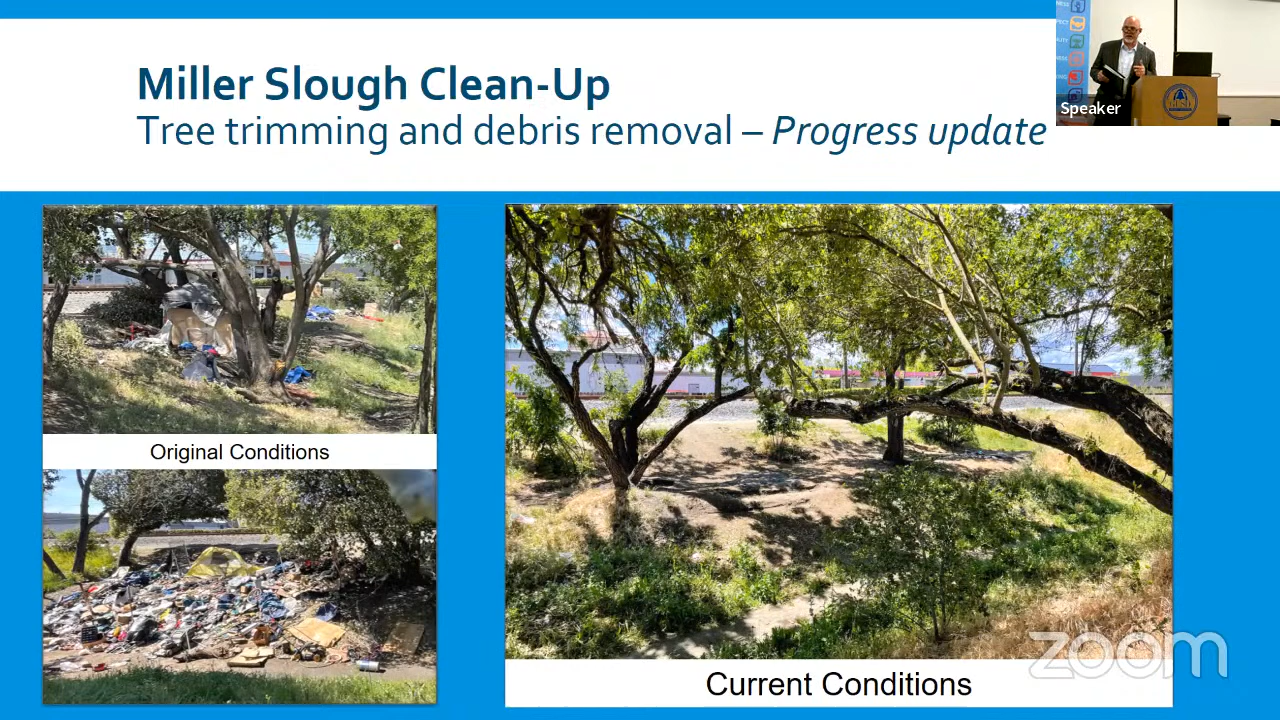 Miller Slough Clean-Up
Tree trimming and debris removal – Progress update
Speaker
Original Conditions
Current Conditions
zoom